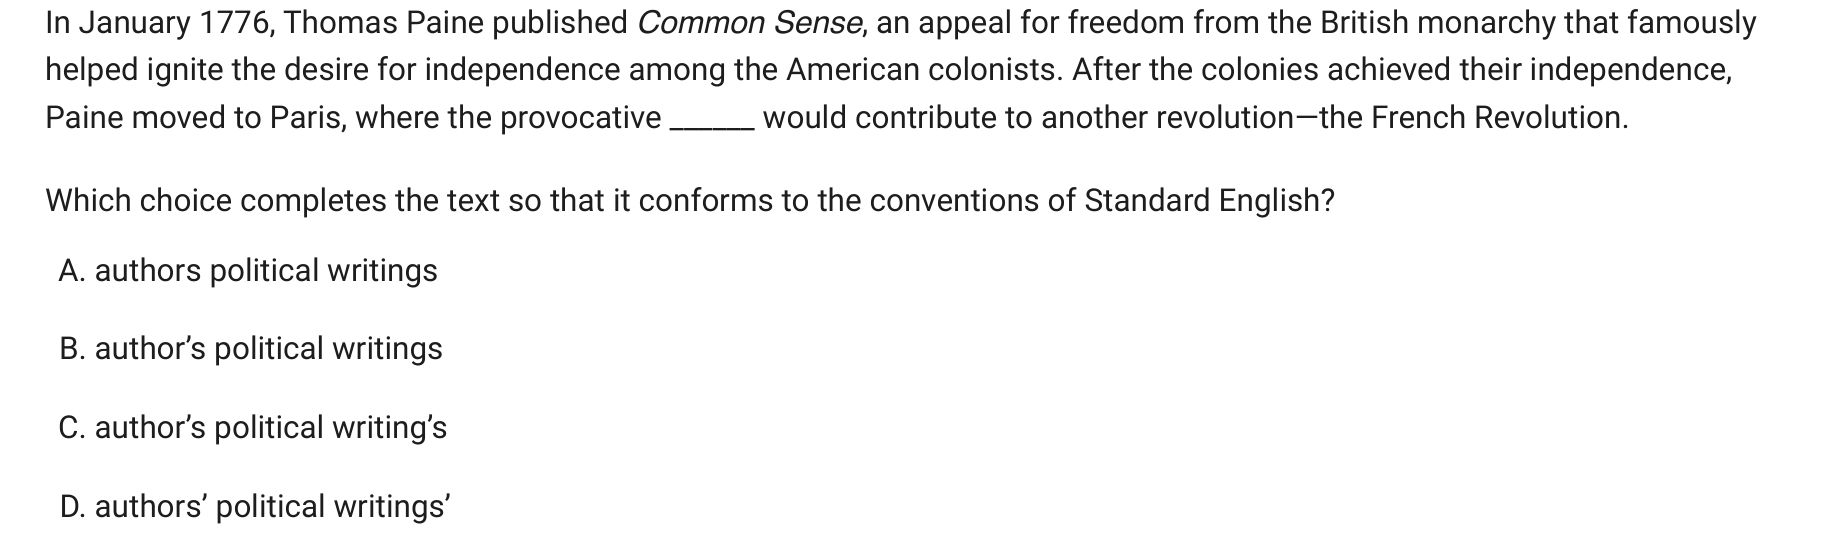 In January 1776, Thomas Paine published Common Sense, an appeal for freedom from the British monarchy that famously
helped ignite the desire for independence among the American colonists. After the colonies achieved their independence,
Paine moved to Paris, where the provocative ______ would contribute to another revolution—the French Revolution.
Which choice completes the text so that it conforms to the conventions of Standard English?
A. authors political writings
B. author’s political writings
C. author’s political writing’s
D. authors’ political writings’